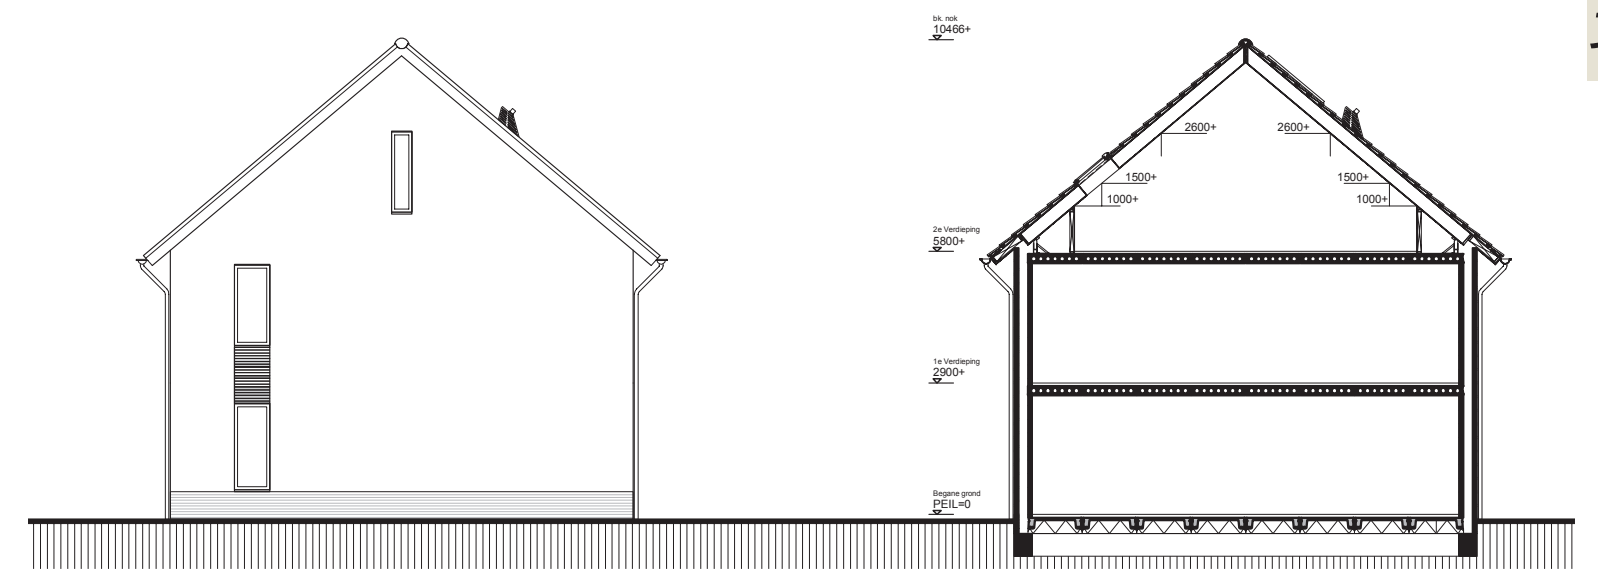 bk. nok
10466+
2600+ 2600+
1500+ 1500+
1000+ 1000+
2e Verdieping
5800+
1e Verdieping
2900+
Begane grond
PEIL=0